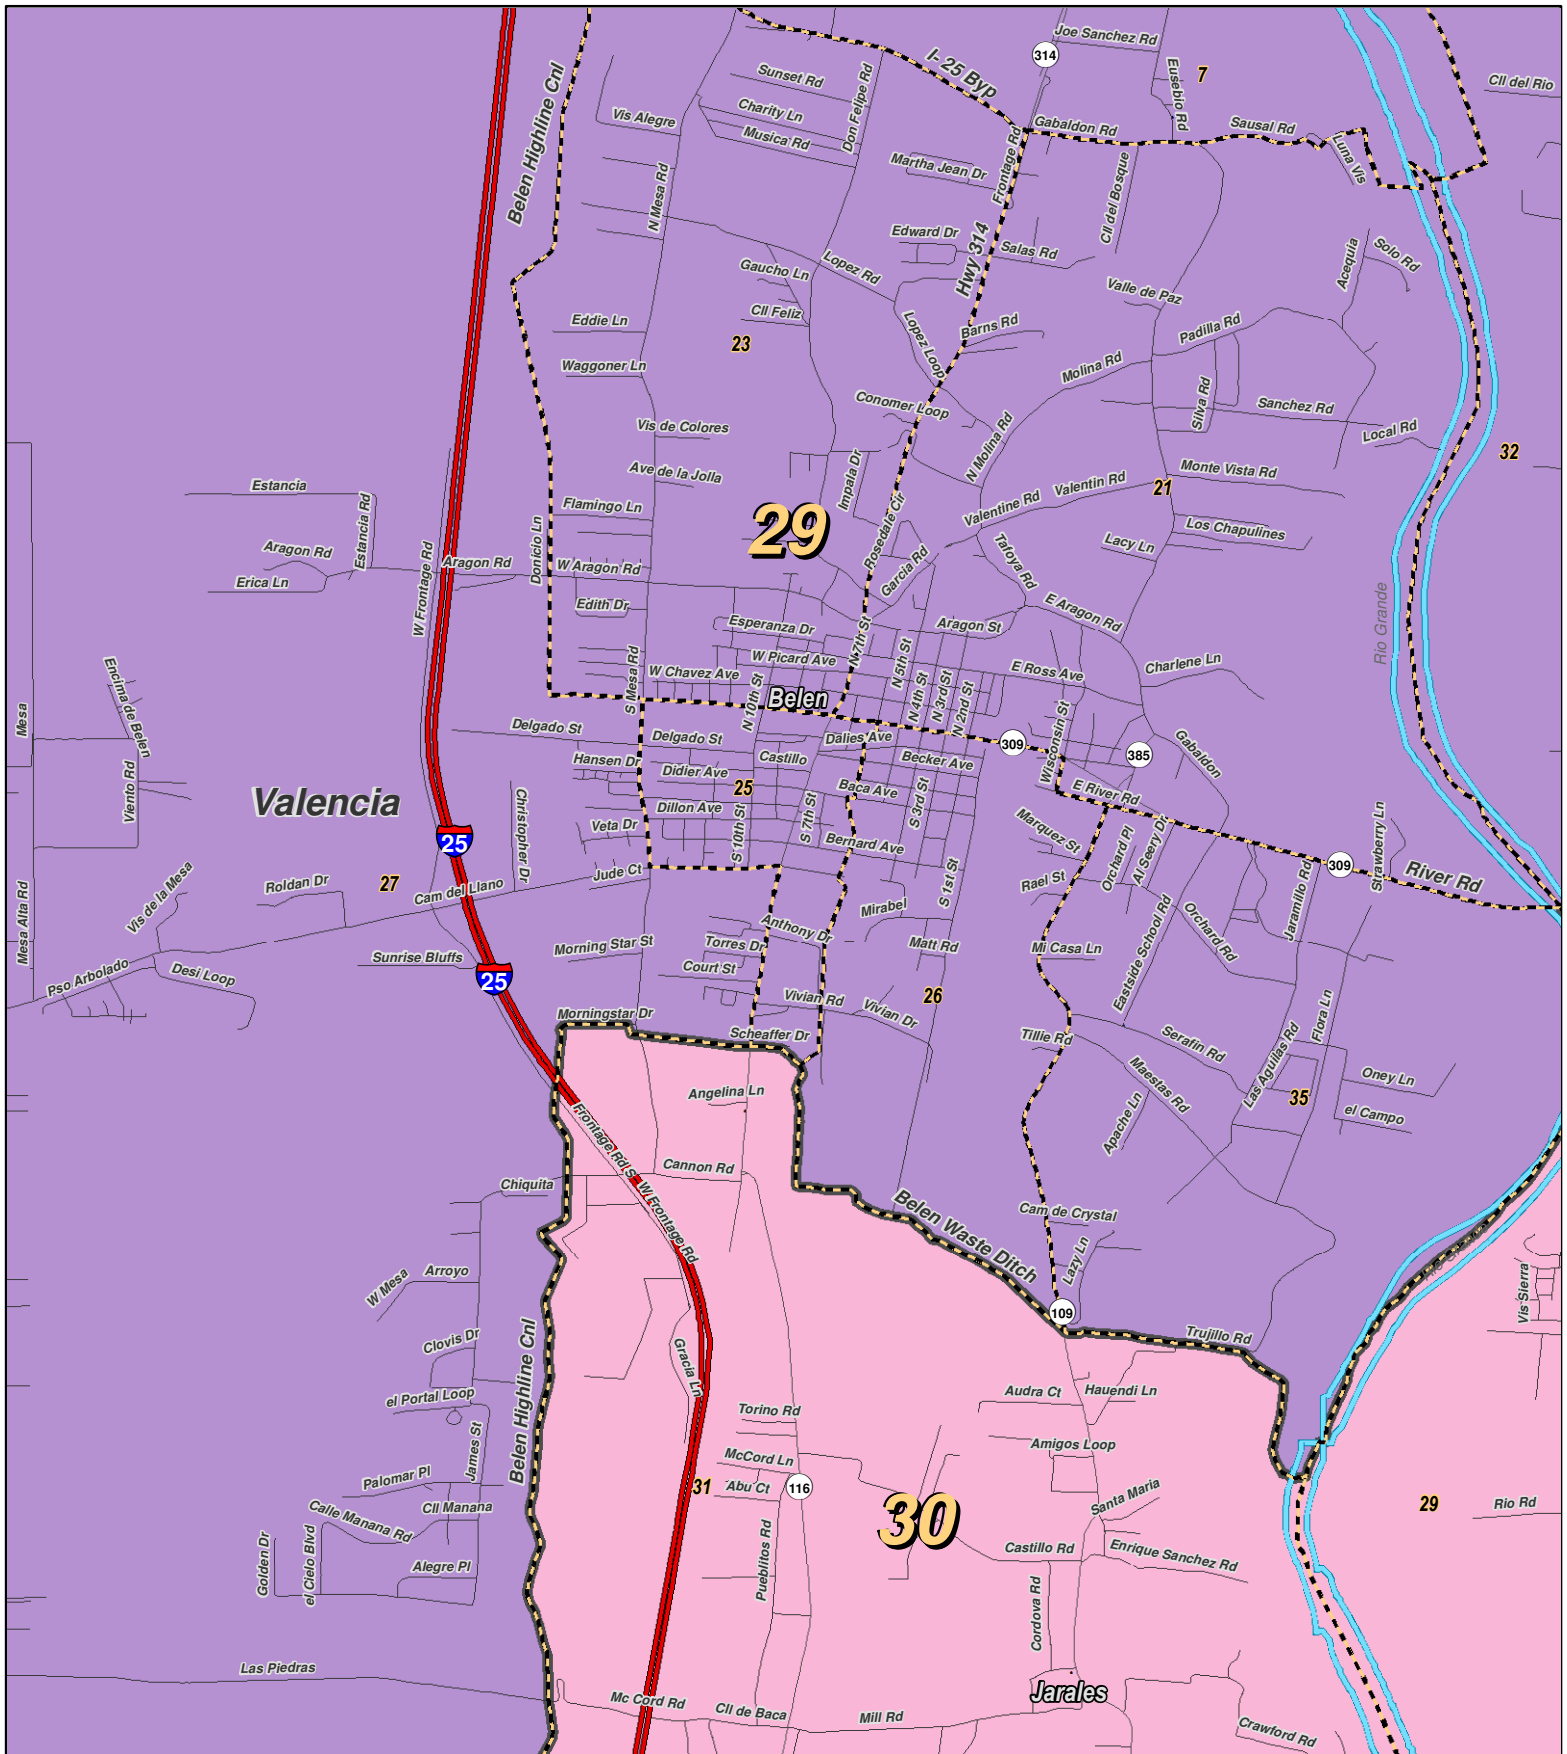 Joe Sanchez Rd
I- 25 Byp
314
7
Eusebio Rd
Cll del Rio
Sunset Rd
Don Felipe Rd
Charity Ln
Musica Rd
Vis Alegre
Belen Highline Cnl
Gabaldon Rd
Sausal Rd
Luna Vis
Frontage Rd
Martha Jean Dr
Cll del Bosque
N Mesa Rd
Edward Dr
Salas Rd
Hwy 314
Acequia
Solo Rd
Gaucho Ln
Lopez Rd
Valle de Paz
Cll Feliz
Eddie Ln
Lopez Loop
Barns Rd
Padilla Rd
23
Waggoner Ln
Molina Rd
Silva Rd
Sanchez Rd
Conomer Loop
Vis de Colores
N Molina Rd
Local Rd
32
Ave de la Jolla
Impala Dr
Monte Vista Rd
Estancia
Valentin Rd
21
Flamingo Ln
Valentine Rd
29
Rosedale Cir
Los Chapulines
Estancia Rd
Aragon Rd
Donicio Ln
Lacy Ln
W Frontage Rd
Aragon Rd
W Aragon Rd
Garcia Rd
Tafoya Rd
Erica Ln
Edith Dr
E Aragon Rd
Rio Grande
Esperanza Dr
N 7th St
Aragon St
W Picard Ave
N 5th St
E Ross Ave
Charlene Ln
Encima de Belen
S Mesa Rd
W Chavez Ave
N 10th St
Belen
N 4th St
N 3rd St
N 2nd St
Mesa
Delgado St
Delgado St
Dalies Ave
309
Wisconsin St
385
Gabaldon
Hansen Dr
Didier Ave
Castillo
Becker Ave
25
Baca Ave
E River Rd
Valencia
Viento Rd
Christopher Dr
Dillon Ave
S 7th St
S 3rd St
Veta Dr
S 10th St
Bernard Ave
Marquez St
Orchard Pl
Al Seery Dr
Strawberry Ln
25
309
River Rd
27
Roldan Dr
Cam del Llano
Jude Ct
S 1st St
Rael St
Mesa Alta Rd
Vis de la Mesa
Mirabel
Jaramillo Rd
Anthony Dr
Eastside School Rd
Orchard Rd
Morning Star St
Torres Dr
Matt Rd
Mi Casa Ln
Sunrise Bluffs
Court St
Pso Arbolado
Desi Loop
25
26
Vivian Rd
Vivian Dr
Flora Ln
Morningstar Dr
Scheaffer Dr
Tillie Rd
Serafin Rd
Las Aguilas Rd
Angelina Ln
Maestas Rd
Oney Ln
35
Apache Ln
el Campo
Frontage Rd S
Cannon Rd
Chiquita
W Frontage Rd
Belen Waste Ditch
Cam de Crystal
Lazy Ln
Arroyo
W Mesa
Vis Sierra
109
Clovis Dr
Trujillo Rd
Belen Highline Cnl
Gracia Ln
el Portal Loop
Audra Ct
Hauendi Ln
Torino Rd
James St
McCord Ln
Amigos Loop
Palomar Pl
31
Abu Ct
116
Santa Maria
Calle Manana Rd
Cll Manana
30
29
Rio Rd
Golden Dr
el Cielo Blvd
Alegre Pl
Pueblitos Rd
Castillo Rd
Enrique Sanchez Rd
Cordova Rd
Las Piedras
Jarales
Mc Cord Rd
Cll de Baca
Mill Rd
Crawford Rd